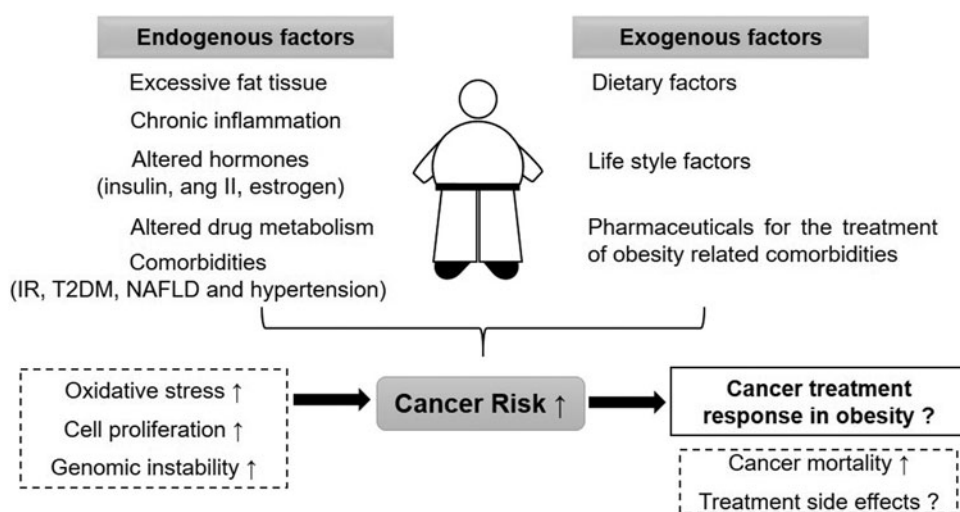 Endogenous factors
Excessive fat tissue
Chronic inflammation
Altered hormones
(insulin, ang II, estrogen)
Altered drug metabolism
Comorbidities
(IR, T2DM, NAFLD and hypertension)
Exogenous factors
Dietary factors
Life style factors
Pharmaceuticals for the treatment
of obesity related comorbidities
Oxidative stress ↑
Cell proliferation ↑
Genomic instability ↑
Cancer Risk ↑
Cancer treatment
response in obesity ?
Cancer mortality ↑
Treatment side effects ?